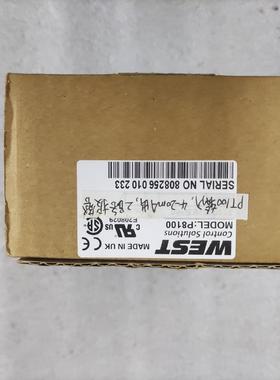 WEST
Control Solutions
MADE IN UK
MODEL:P8100
E208029
PT100输入, 4-20mA出, 2路报警
SERIAL NO 808256 010 233